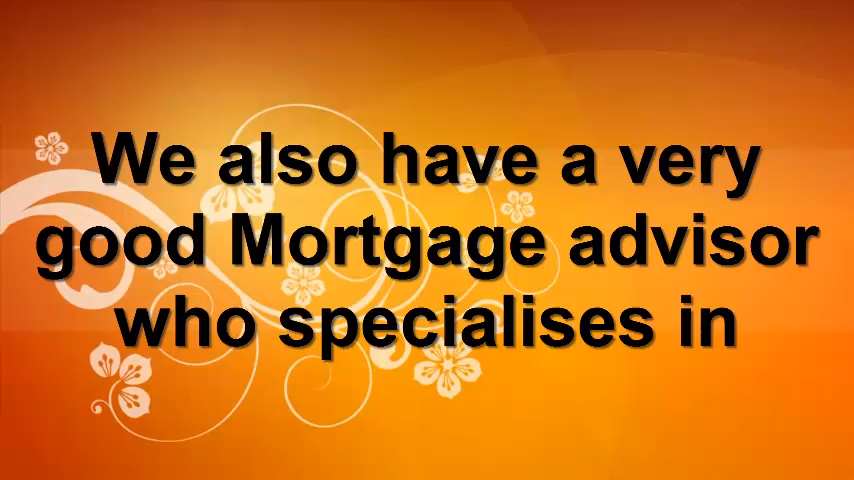 We also have a very
good Mortgage advisor
who specialises in